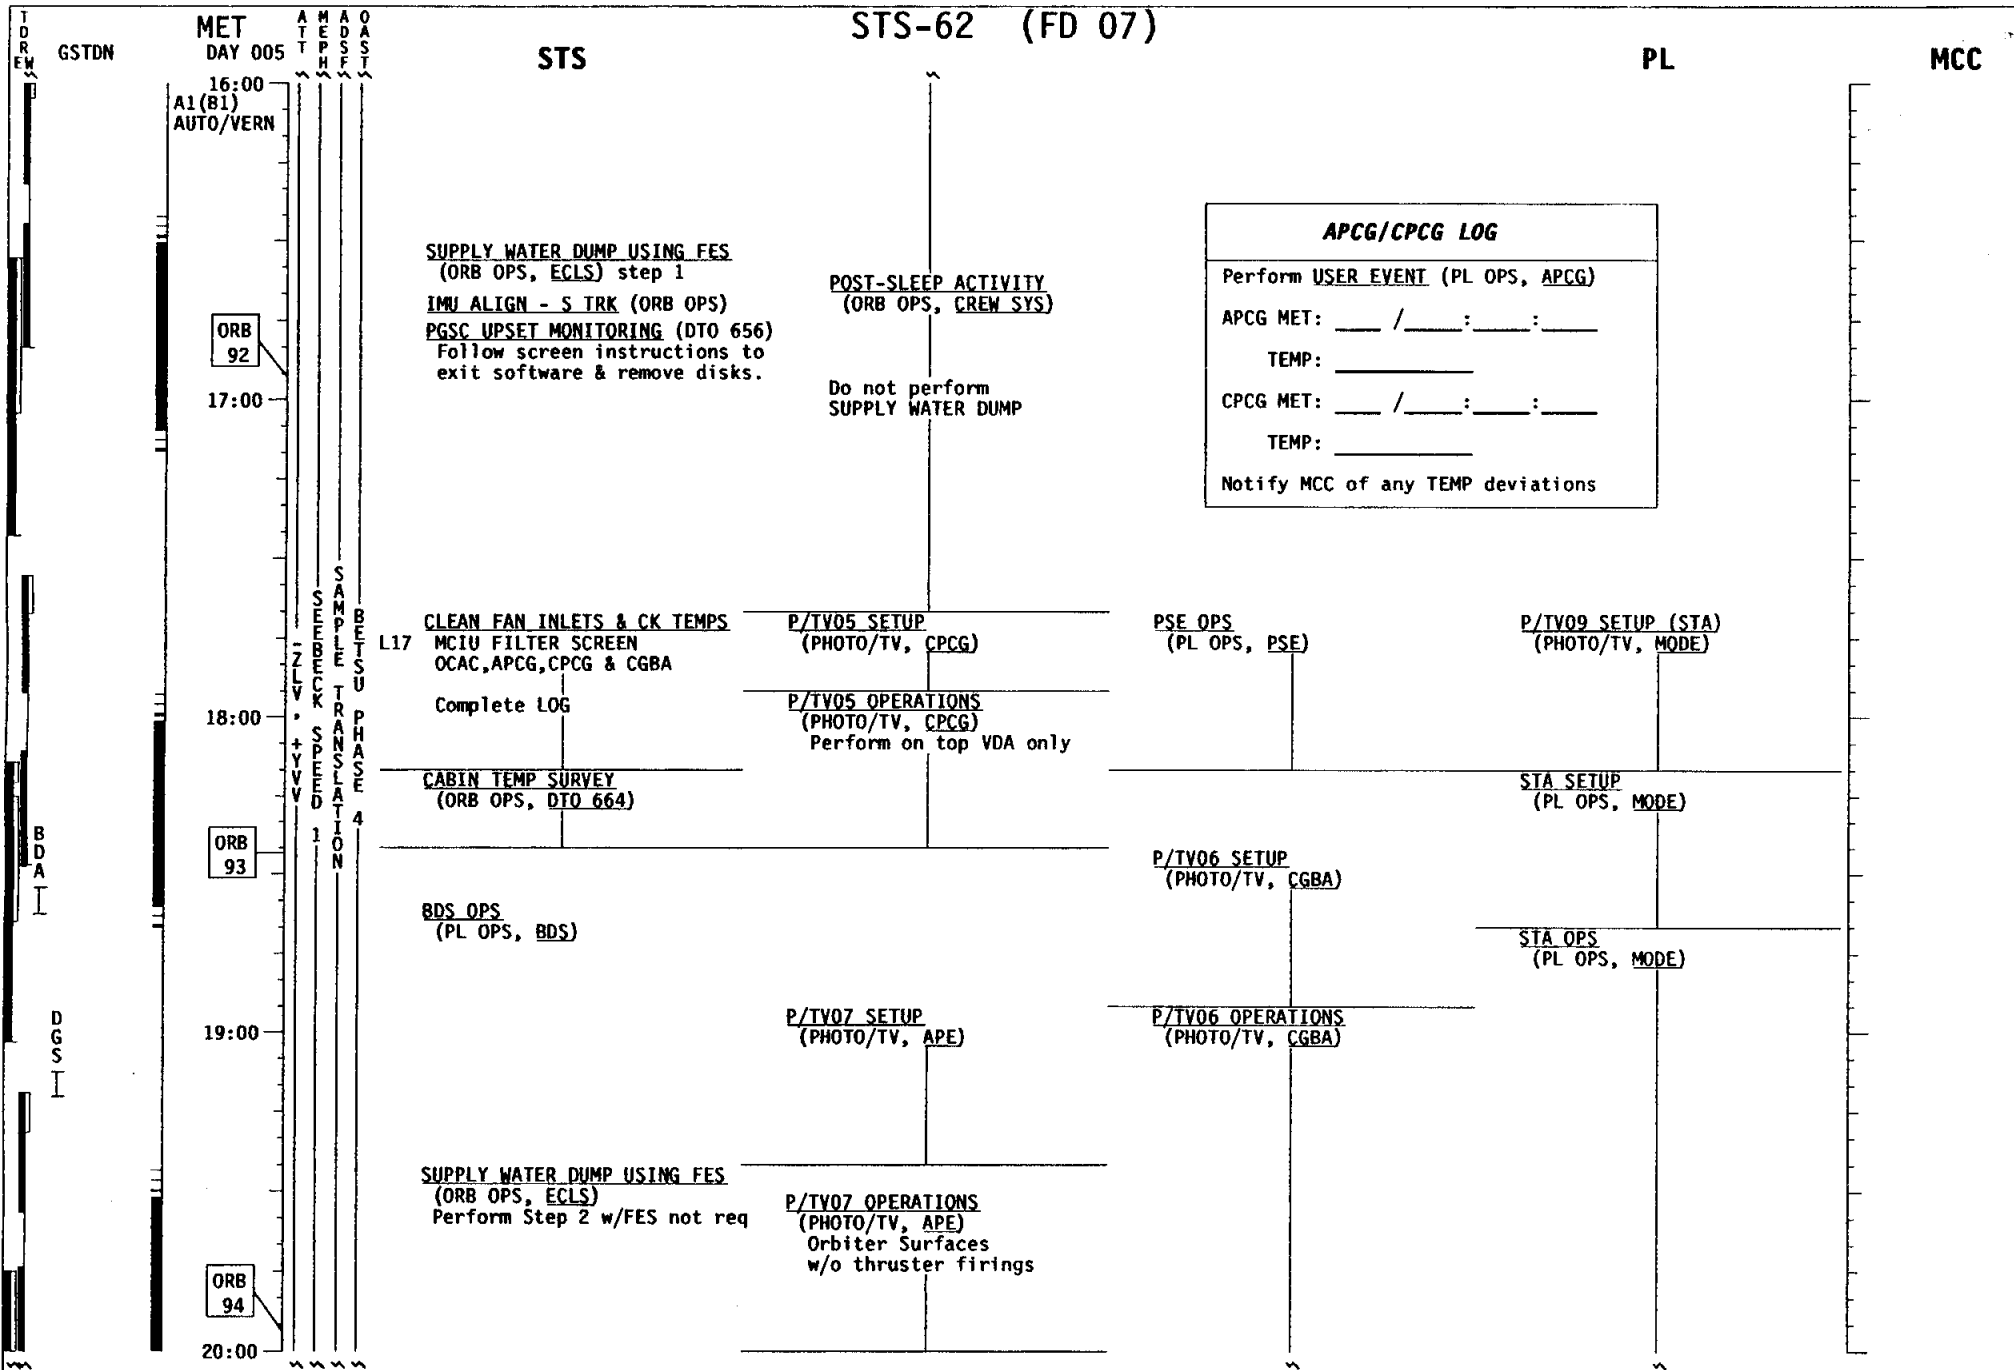 STS-62 (FD 07)
TDRE
W
GSTDN
MET
DAY 005
ATT
MEPH
ADSF
OAST
STS
PL
MCC
16:00
A1(B1)
AUTO/VERN
ORB
92
17:00
18:00
ORB
93
19:00
ORB
94
20:00
BDA
DGS
-ZLV, +YVV
SEEBECK SPEED 1
SAMPLE TRANSLATION
BETSU PHASE 4
SUPPLY WATER DUMP USING FES
(ORB OPS, ECLS) step 1
IMU ALIGN - S TRK (ORB OPS)
PGSC UPSET MONITORING (DTO 656)
Follow screen instructions to
exit software & remove disks.
L17
CLEAN FAN INLETS & CK TEMPS
MCIU FILTER SCREEN
OCAC,APCG,CPCG & CGBA
Complete LOG
CABIN TEMP SURVEY
(ORB OPS, DTO 664)
BDS OPS
(PL OPS, BDS)
SUPPLY WATER DUMP USING FES
(ORB OPS, ECLS)
Perform Step 2 w/FES not req
POST-SLEEP ACTIVITY
(ORB OPS, CREW SYS)
Do not perform
SUPPLY WATER DUMP
P/TV05 SETUP
(PHOTO/TV, CPCG)
P/TV05 OPERATIONS
(PHOTO/TV, CPCG)
Perform on top VDA only
P/TV07 SETUP
(PHOTO/TV, APE)
P/TV07 OPERATIONS
(PHOTO/TV, APE)
Orbiter Surfaces
w/o thruster firings
APCG/CPCG LOG
Perform USER EVENT (PL OPS, APCG)
APCG MET: ____ /____:____:____
TEMP: __________
CPCG MET: ____ /____:____:____
TEMP: __________
Notify MCC of any TEMP deviations
PSE OPS
(PL OPS, PSE)
P/TV06 SETUP
(PHOTO/TV, CGBA)
P/TV06 OPERATIONS
(PHOTO/TV, CGBA)
P/TV09 SETUP (STA)
(PHOTO/TV, MODE)
STA SETUP
(PL OPS, MODE)
STA OPS
(PL OPS, MODE)